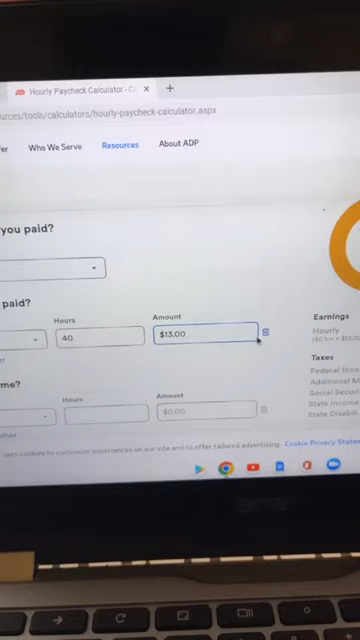 Hourly Paycheck Calculator - C
urces/tools/calculators/hourly-paycheck-calculator.aspx
Who We Serve Resources About ADP
you paid?
paid?
Hours Amount
40 $13.00
me?
Hours Amount
$0.00
Earnings
Hourly
Taxes
Federal Inco
Additional M
Social Securi
State Income
State Disabil
uses cookies to customize experiences on our site and to offer tailored advertising. Cookie Privacy Statem